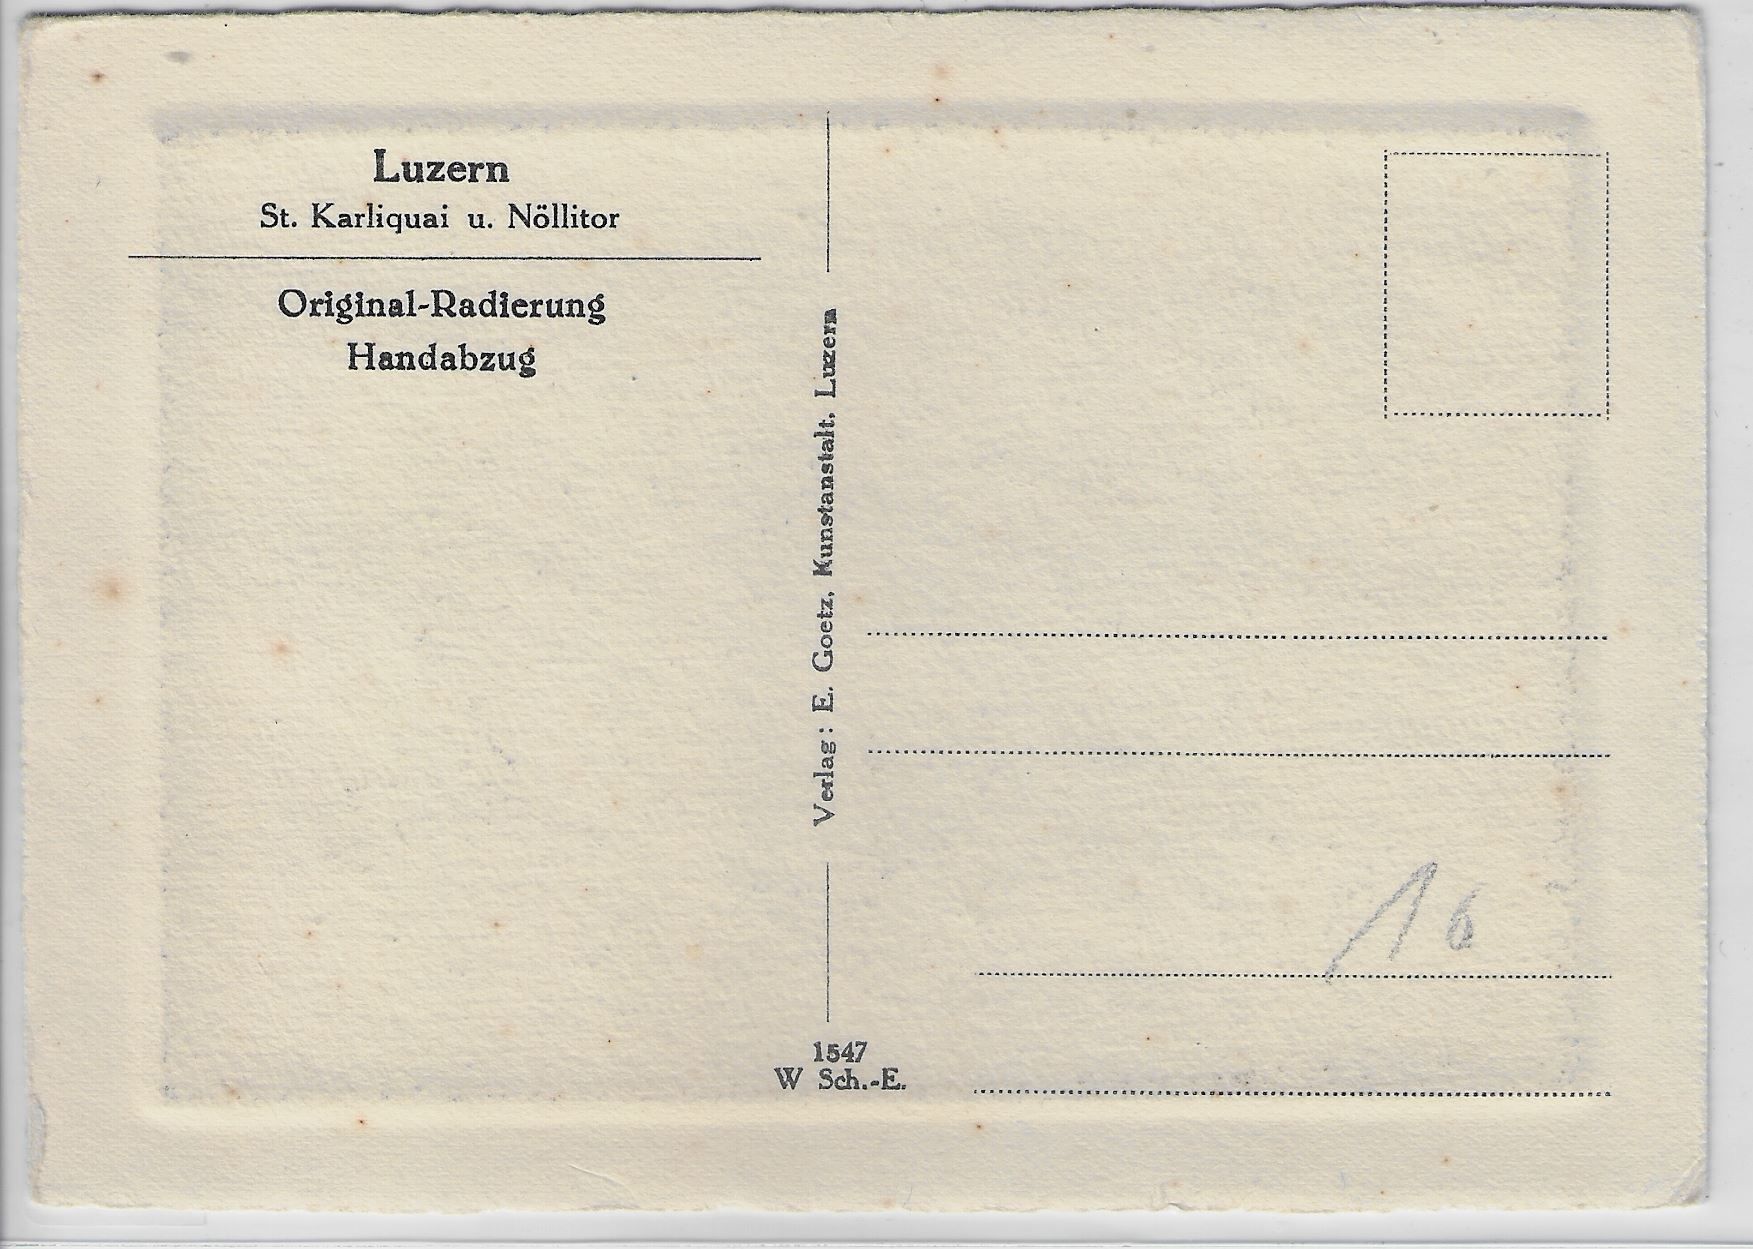 Luzern
St. Karliquai u. Nöllitor
Original-Radierung
Handabzug
Verlag: E. Goetz, Kunstanstalt, Luzern
16
1547
W Sch.-E.